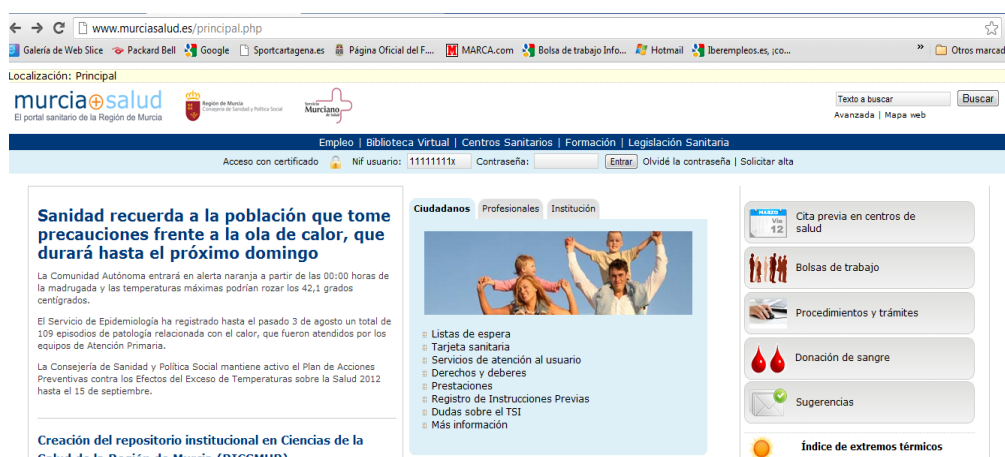 www.murciasalud.es/principal.php
Galería de Web Slice Packard Bell Google Sportcartagena.es Página Oficial del F.... MARCA.com Bolsa de trabajo Info... Hotmail Iberempleos.es, ¡co... » Otros marcad
Localización: Principal
murcia salud
El portal sanitario de la Región de Murcia
Región de Murcia
Consejería de Sanidad y Política Social
Servicio
Murciano
de Salud
Texto a buscar Buscar
Avanzada | Mapa web
Empleo | Biblioteca Virtual | Centros Sanitarios | Formación | Legislación Sanitaria
Acceso con certificado Nif usuario: 11111111x Contraseña: Entrar Olvidé la contraseña | Solicitar alta
Sanidad recuerda a la población que tome
precauciones frente a la ola de calor, que
durará hasta el próximo domingo
La Comunidad Autónoma entrará en alerta naranja a partir de las 00:00 horas de
la madrugada y las temperaturas máximas podrían rozar los 42,1 grados
centígrados.
El Servicio de Epidemiología ha registrado hasta el pasado 3 de agosto un total de
109 episodios de patología relacionada con el calor, que fueron atendidos por los
equipos de Atención Primaria.
La Consejería de Sanidad y Política Social mantiene activo el Plan de Acciones
Preventivas contra los Efectos del Exceso de Temperaturas sobre la Salud 2012
hasta el 15 de septiembre.
Creación del repositorio institucional en Ciencias de la
Salud de la Región de Murcia (RICSMUR)
Ciudadanos Profesionales Institución
Listas de espera
Tarjeta sanitaria
Servicios de atención al usuario
Derechos y deberes
Prestaciones
Registro de Instrucciones Previas
Dudas sobre el TSI
Más información
MARZO
Vie
12
Cita previa en centros de
salud
Bolsas de trabajo
Procedimientos y trámites
Donación de sangre
Sugerencias
Índice de extremos térmicos